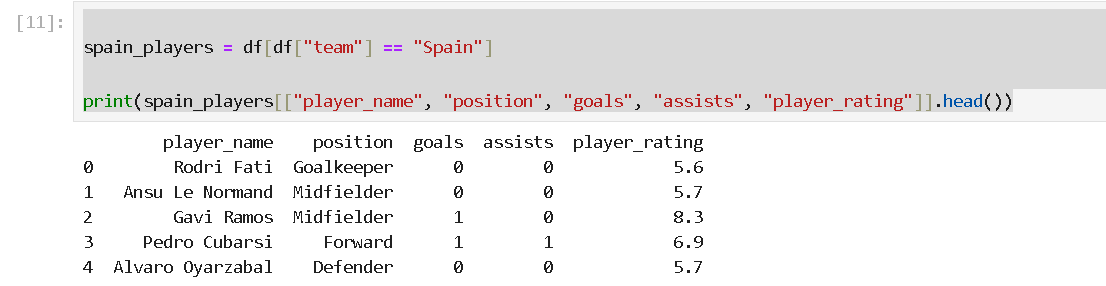 [11]:
spain_players = df[df["team"] == "Spain"]
print(spain_players[["player_name", "position", "goals", "assists", "player_rating"]].head())
player_name position goals assists player_rating
0 Rodri Fati Goalkeeper 0 0 5.6
1 Ansu Le Normand Midfielder 0 0 5.7
2 Gavi Ramos Midfielder 1 0 8.3
3 Pedro Cubarsi Forward 1 1 6.9
4 Alvaro Oyarzabal Defender 0 0 5.7